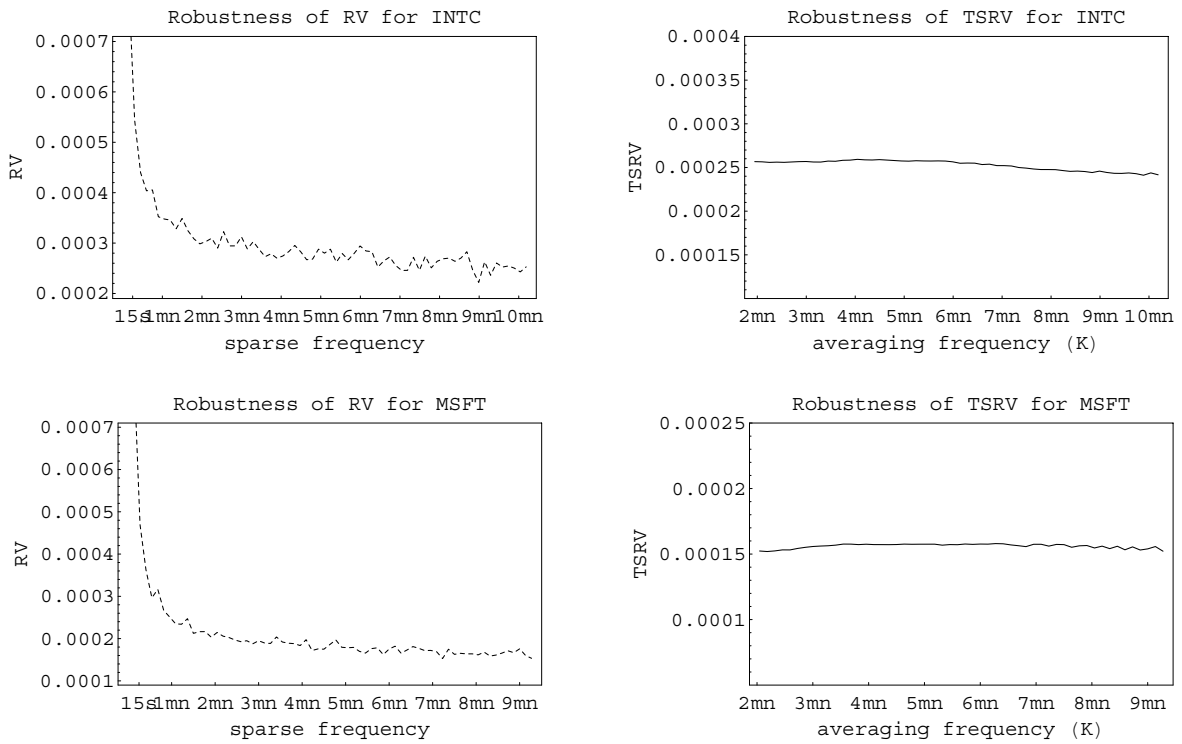 Robustness of RV for INTC
0.0007
0.0006
0.0005
0.0004
0.0003
0.0002
RV
15s 1mn 2mn 3mn 4mn 5mn 6mn 7mn 8mn 9mn 10mn
sparse frequency
Robustness of TSRV for INTC
0.0004
0.00035
0.0003
0.00025
0.0002
0.00015
TSRV
2mn 3mn 4mn 5mn 6mn 7mn 8mn 9mn 10mn
averaging frequency (K)
Robustness of RV for MSFT
0.0007
0.0006
0.0005
0.0004
0.0003
0.0002
0.0001
RV
15s 1mn 2mn 3mn 4mn 5mn 6mn 7mn 8mn 9mn
sparse frequency
Robustness of TSRV for MSFT
0.00025
0.0002
0.00015
0.0001
TSRV
2mn 3mn 4mn 5mn 6mn 7mn 8mn 9mn
averaging frequency (K)